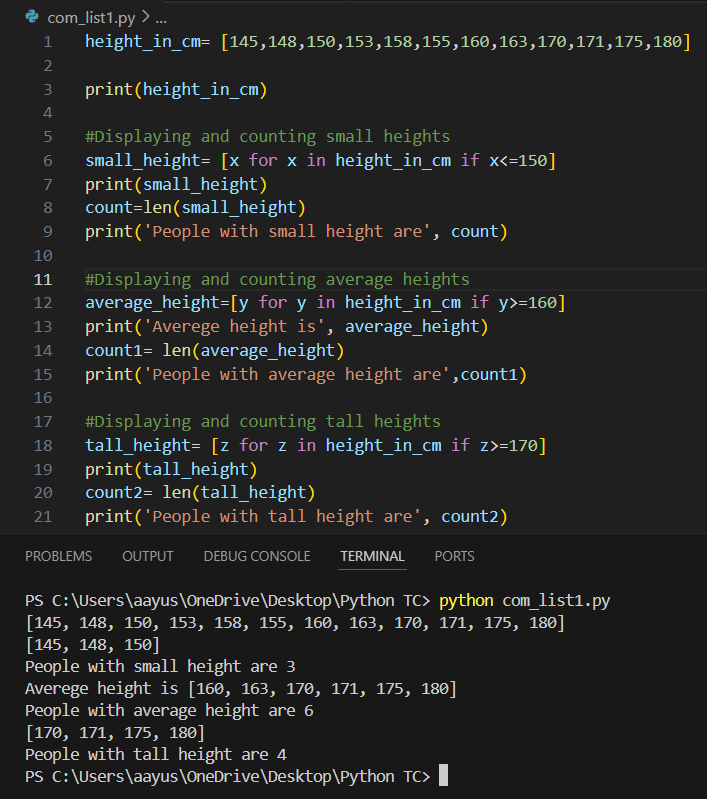 com_list1.py > ...
1 height_in_cm= [145,148,150,153,158,155,160,163,170,171,175,180]
2
3 print(height_in_cm)
4
5 #Displaying and counting small heights
6 small_height= [x for x in height_in_cm if x<=150]
7 print(small_height)
8 count=len(small_height)
9 print('People with small height are', count)
10
11 #Displaying and counting average heights
12 average_height=[y for y in height_in_cm if y>=160]
13 print('Averege height is', average_height)
14 count1= len(average_height)
15 print('People with average height are',count1)
16
17 #Displaying and counting tall heights
18 tall_height= [z for z in height_in_cm if z>=170]
19 print(tall_height)
20 count2= len(tall_height)
21 print('People with tall height are', count2)
PROBLEMS OUTPUT DEBUG CONSOLE TERMINAL PORTS
PS C:\Users\aayus\OneDrive\Desktop\Python TC> python com_list1.py
[145, 148, 150, 153, 158, 155, 160, 163, 170, 171, 175, 180]
[145, 148, 150]
People with small height are 3
Averege height is [160, 163, 170, 171, 175, 180]
People with average height are 6
[170, 171, 175, 180]
People with tall height are 4
PS C:\Users\aayus\OneDrive\Desktop\Python TC>